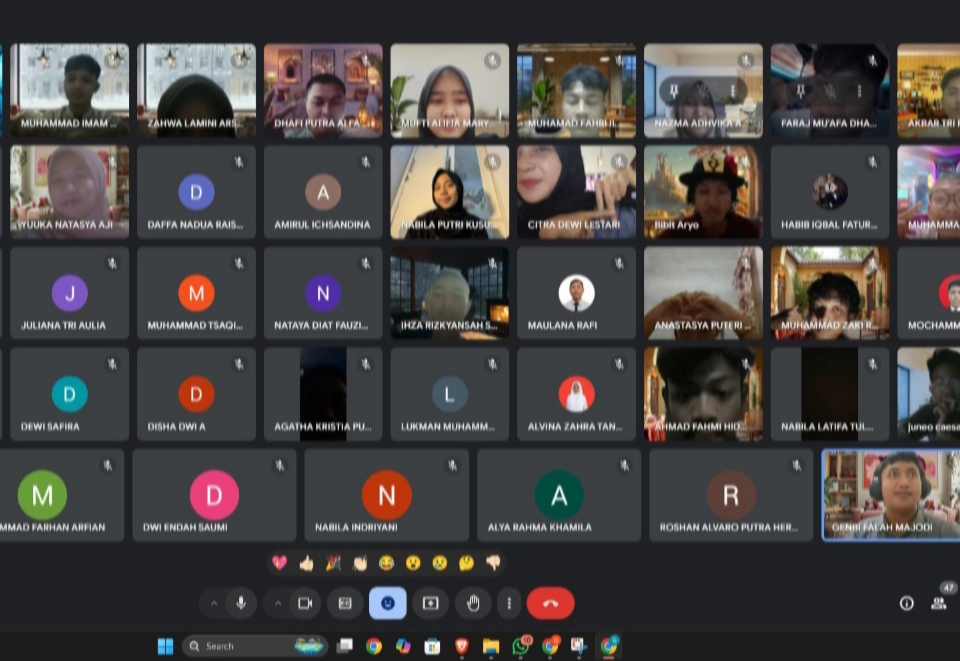 MUHAMMAD IMAM ...
ZAHWA LAMINI ARS...
DHAFI PUTRA ALFA ...
MUFTI ALIFIA MARY...
MUHAMAD FAHRI IL...
NAZMA ADHVIKA A...
FARAJ MU'AFA DHA...
AKBAR TRI
YUUKA NATASYA AJI
D
DAFFA NADUA RAIS...
A
AMIRUL ICHSANDINA
NABILA PUTRI KUSU...
CITRA DEWI LESTARI
Bibit Aryo
HABIB IQBAL FATUR...
MUHAMMA
J
JULIANA TRI AULIA
M
MUHAMMAD TSAQI...
N
NATAYA DIAT FAUZI...
IHZA RIZKYANSAH S...
MAULANA RAFI
ANASTASYA PUTERI ...
MUHAMMAD ZAKI R...
MOCHAMM
D
DEWI SAFIRA
D
DISHA DWI A
AGATHA KRISTIA PU...
L
LUKMAN MUHAMM...
ALVINA ZAHRA TAN...
AHMAD FAHMI HID...
NABILA LATIFA TUL...
juneo caesa
M
MMAD FARHAN ARFIAN
D
DWI ENDAH SAUMI
N
NABILA INDRIYANI
A
ALYA RAHMA KHAMILA
R
ROSHAN ALVARO PUTRA HER...
GENBI FALAH MAJODI
47
Search
10